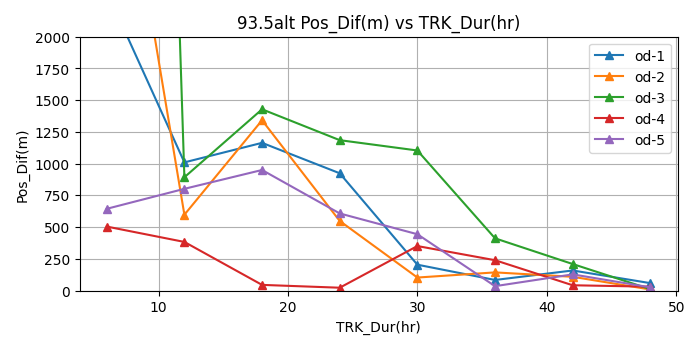 93.5alt Pos_Dif(m) vs TRK_Dur(hr)
2000
1750
1500
1250
1000
750
500
250
0
Pos_Dif(m)
10
20
30
40
50
TRK_Dur(hr)
od-1
od-2
od-3
od-4
od-5